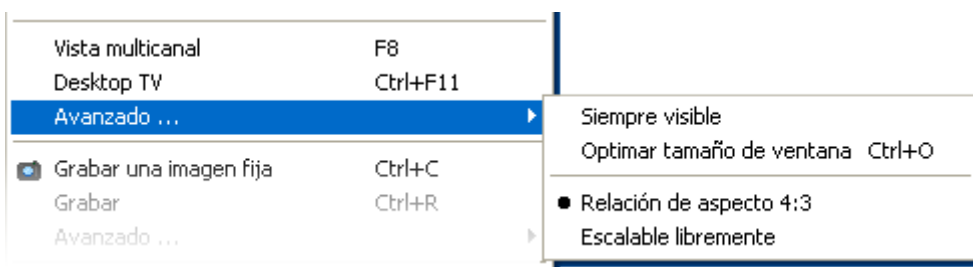 Vista multicanal F8
Desktop TV Ctrl+F11
Avanzado ...
Siempre visible
Optimar tamaño de ventana Ctrl+O
Grabar una imagen fija Ctrl+C
Grabar Ctrl+R
Avanzado ...
Relación de aspecto 4:3
Escalable libremente